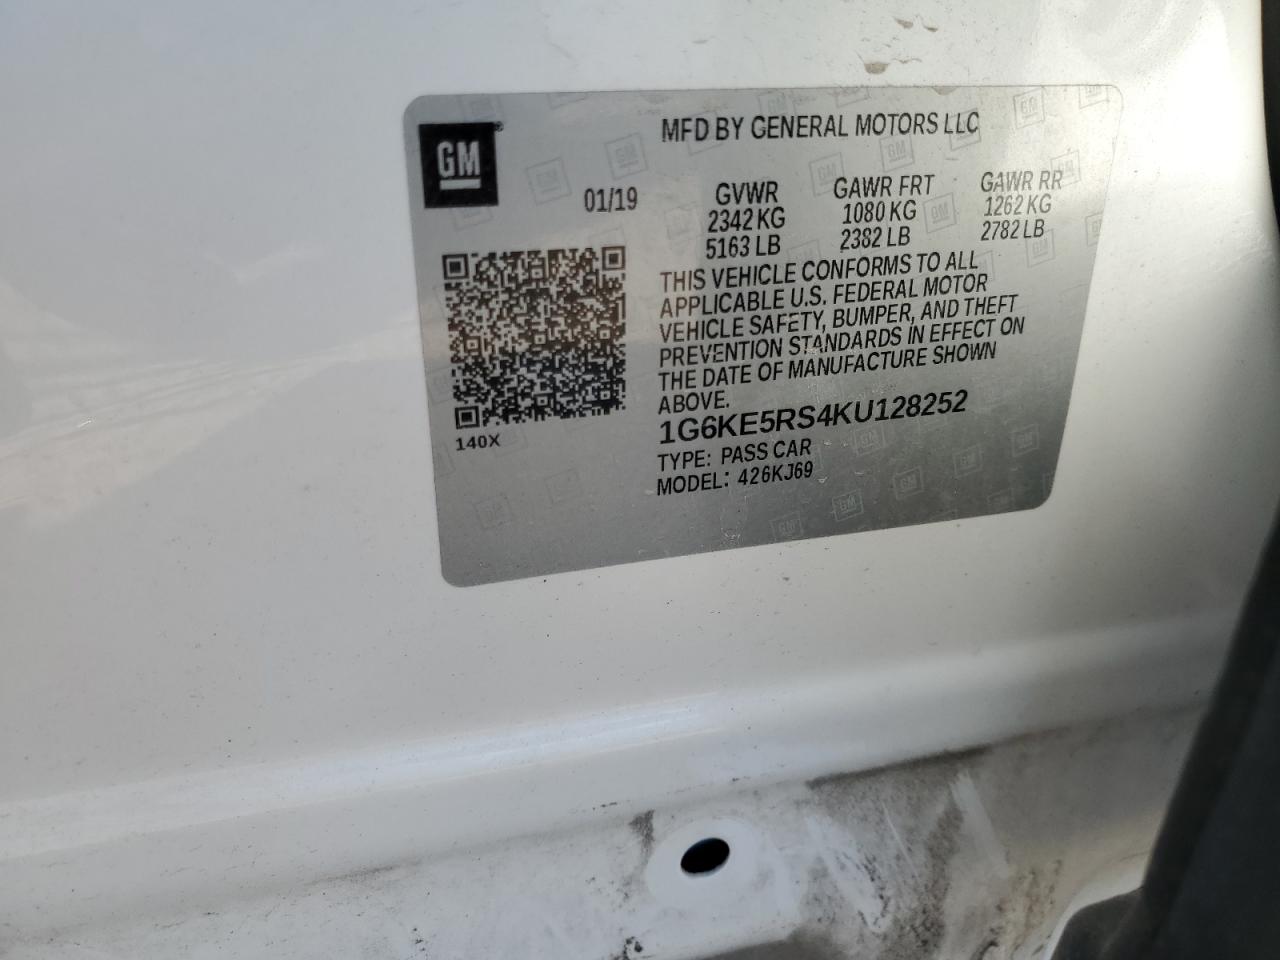 GM
MFD BY GENERAL MOTORS LLC
01/19 GVWR GAWR FRT GAWR RR
2342 KG 1080 KG 1262 KG
5163 LB 2382 LB 2782 LB
THIS VEHICLE CONFORMS TO ALL
APPLICABLE U.S. FEDERAL MOTOR
VEHICLE SAFETY, BUMPER, AND THEFT
PREVENTION STANDARDS IN EFFECT ON
THE DATE OF MANUFACTURE SHOWN
ABOVE.
1G6KE5RS4KU128252
140X
TYPE: PASS CAR
MODEL: 426KJ69